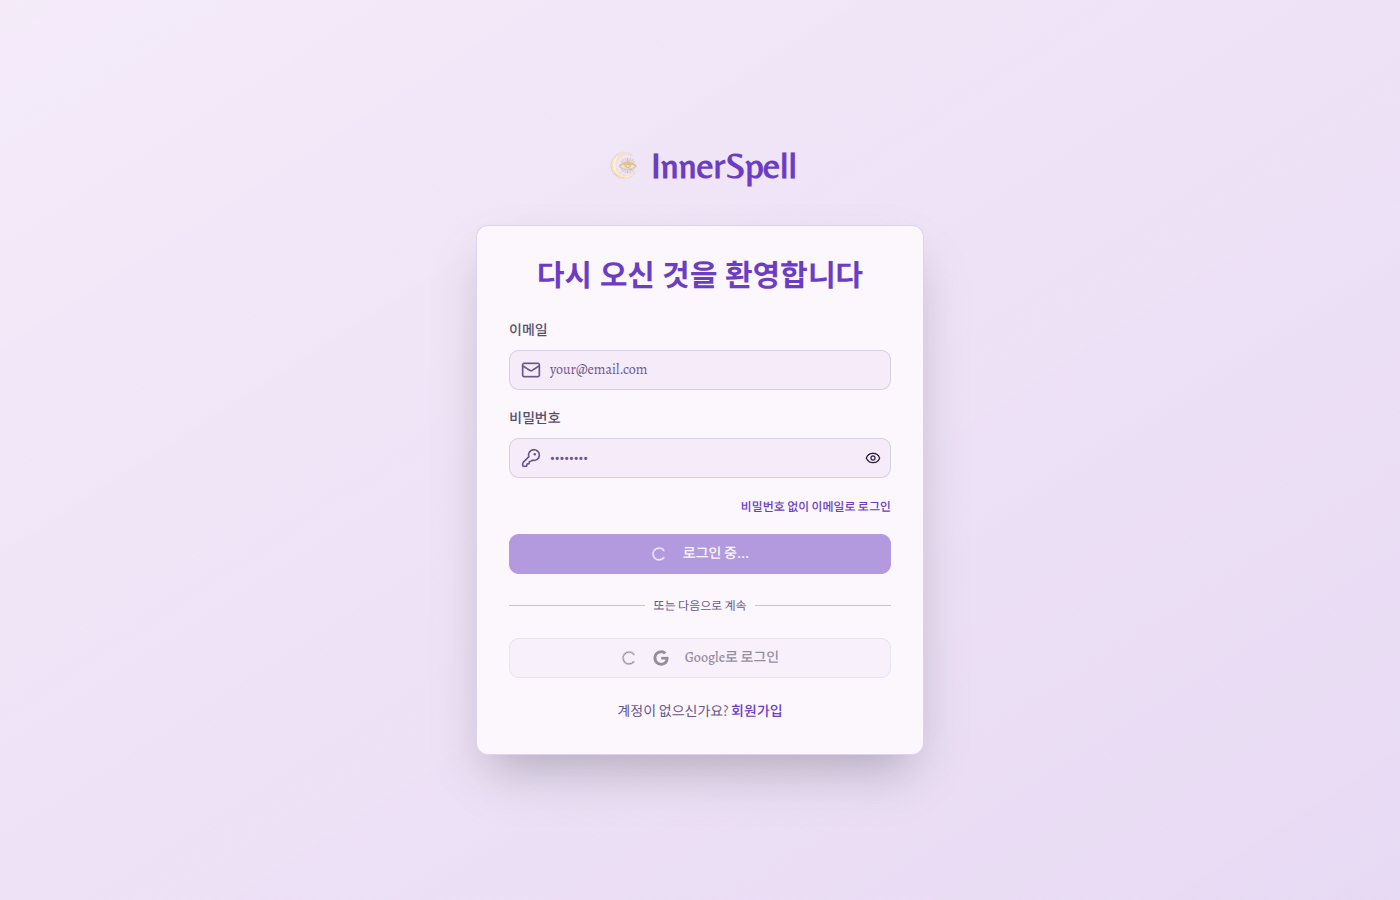 InnerSpell
다시 오신 것을 환영합니다
이메일
your@email.com
비밀번호
••••••••
비밀번호 없이 이메일로 로그인
로그인 중...
또는 다음으로 계속
Google로 로그인
계정이 없으신가요? 회원가입